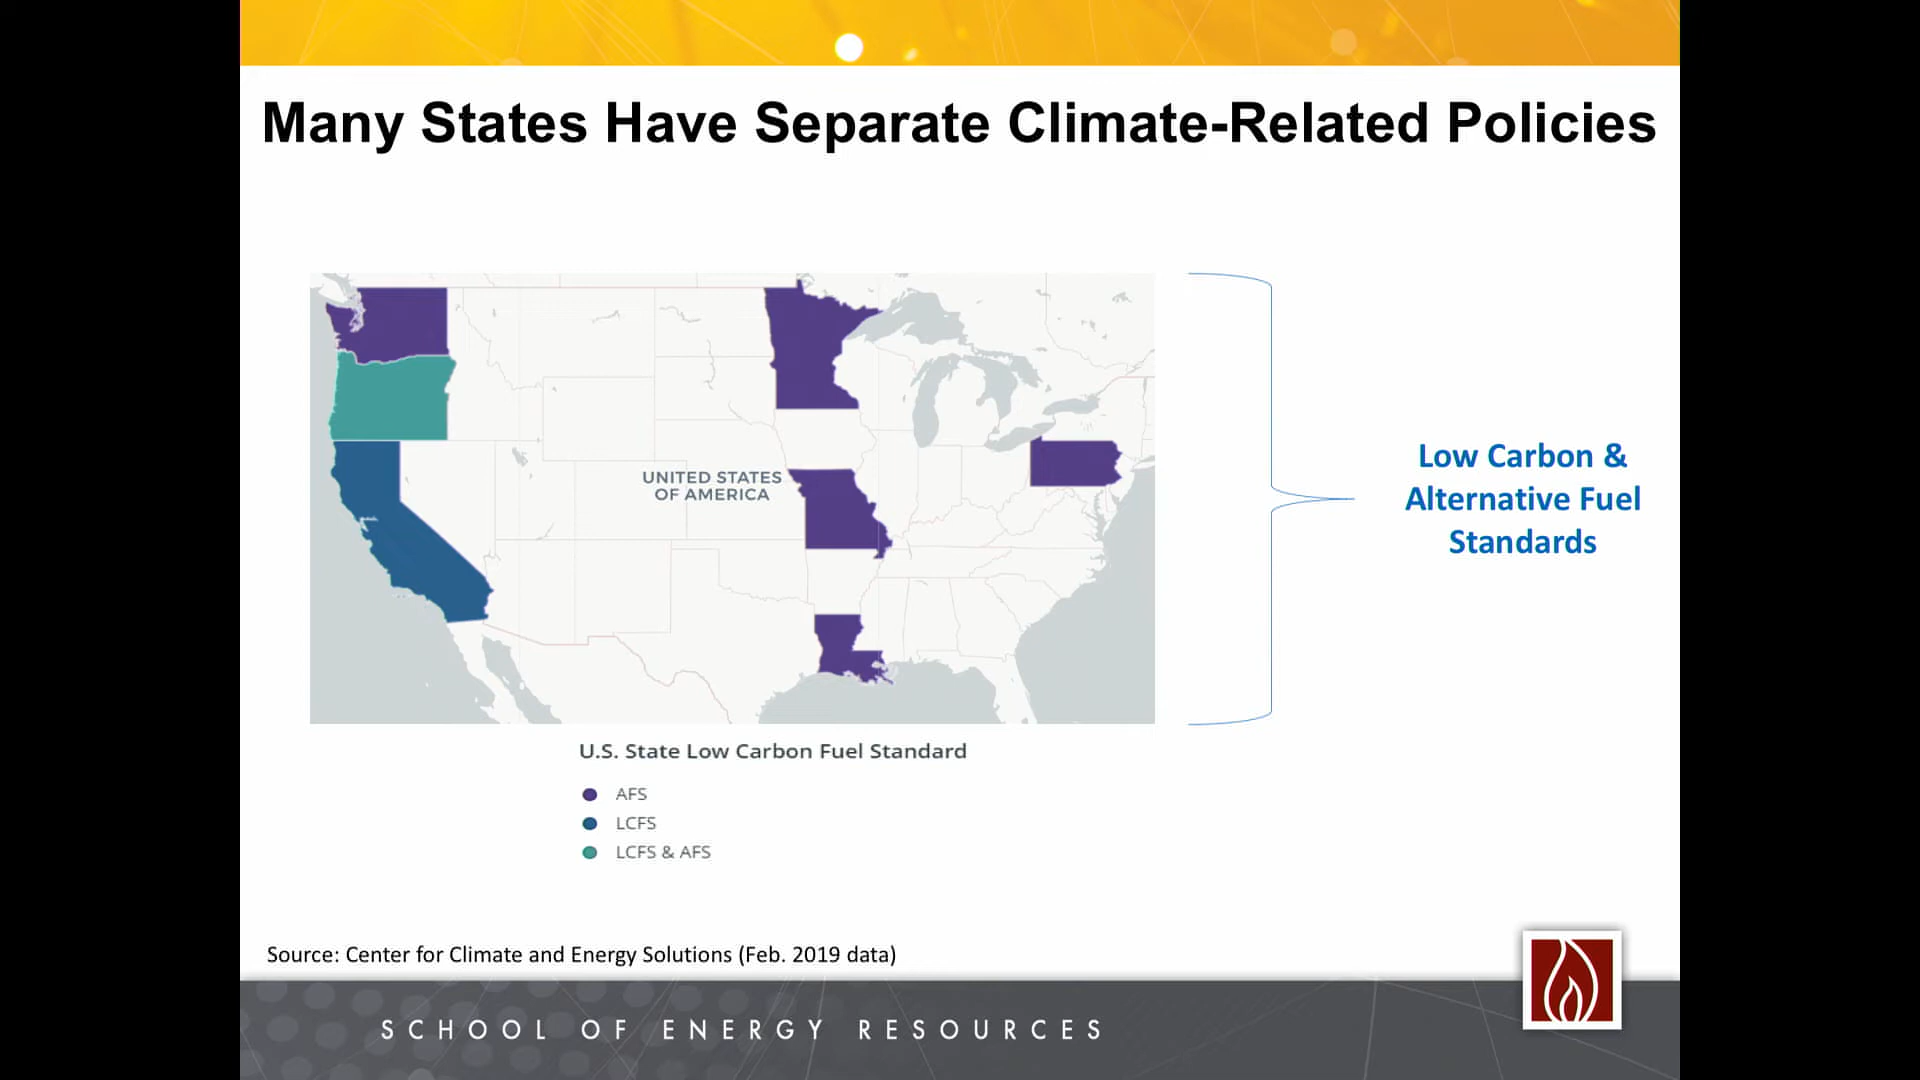 Many States Have Separate Climate-Related Policies
UNITED STATES
OF AMERICA
Low Carbon &
Alternative Fuel
Standards
U.S. State Low Carbon Fuel Standard
AFS
LCFS
LCFS & AFS
Source: Center for Climate and Energy Solutions (Feb. 2019 data)
SCHOOL OF ENERGY RESOURCES